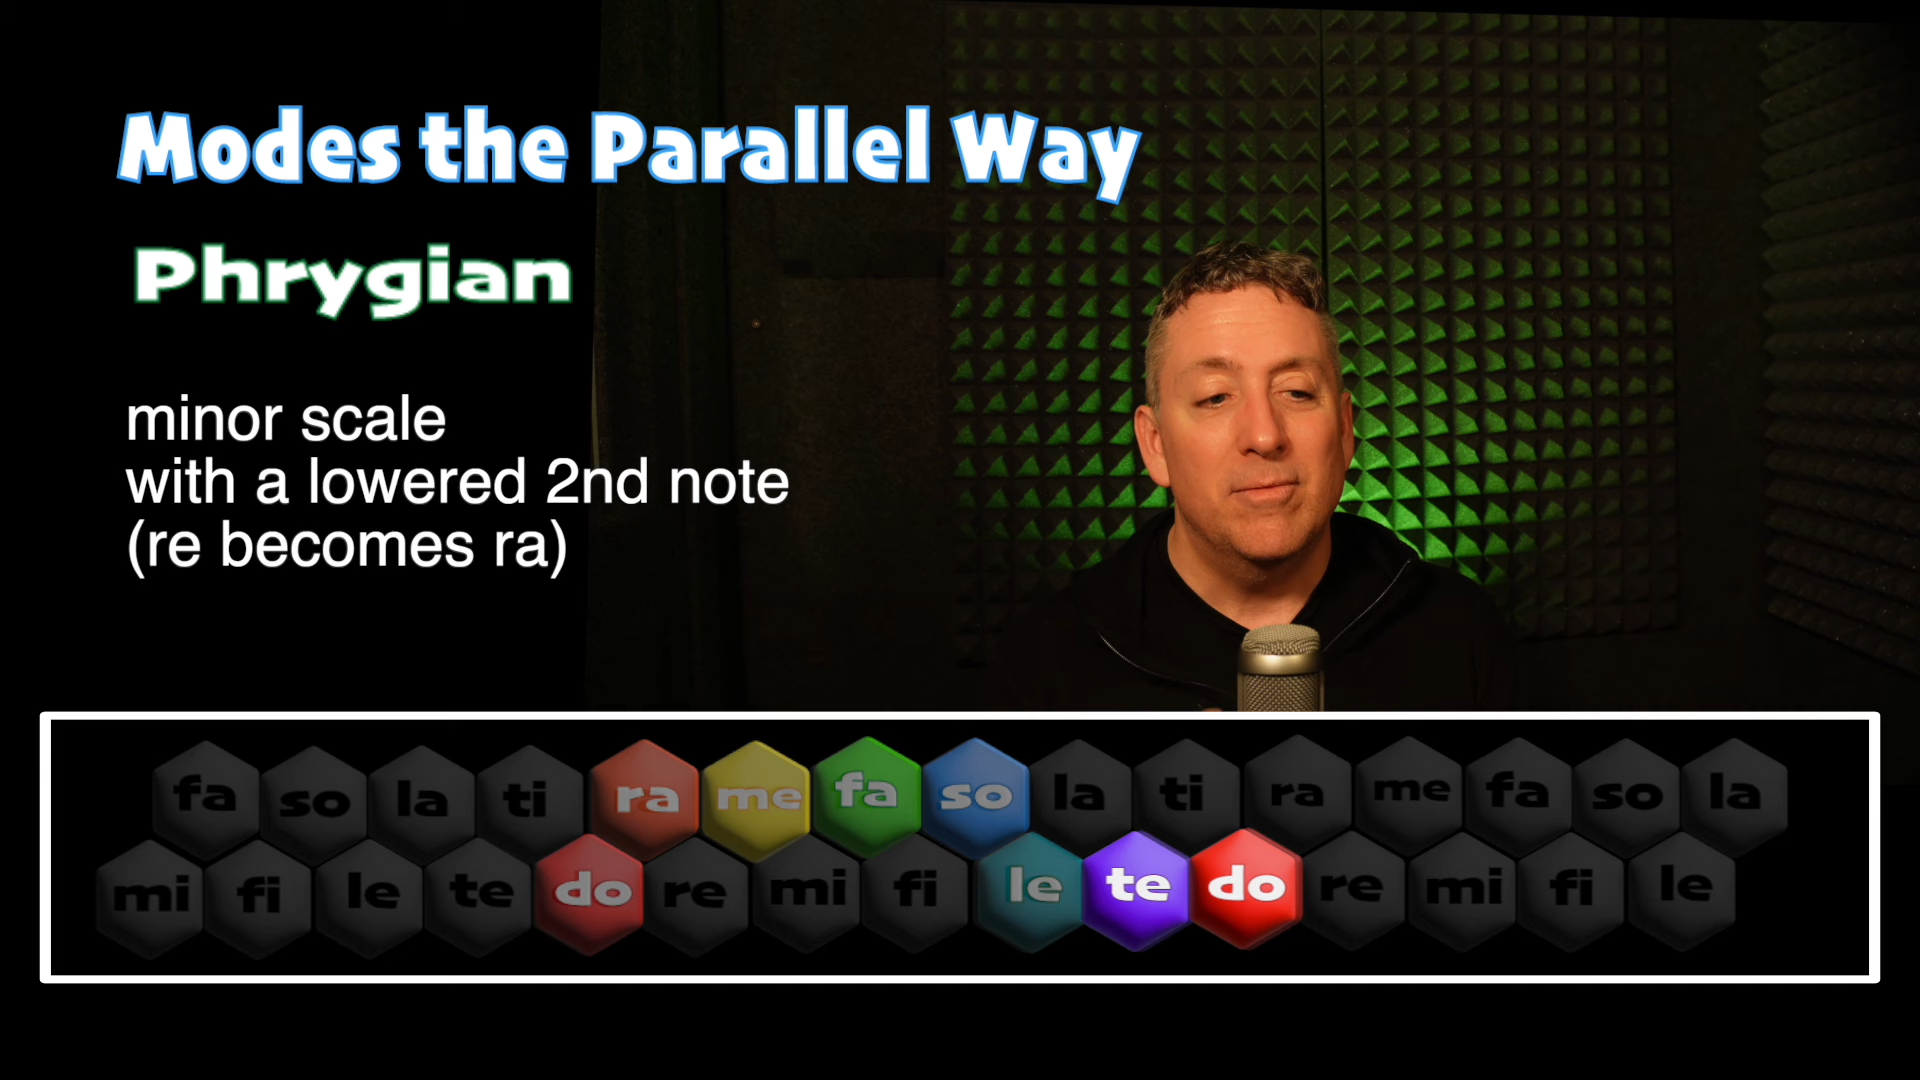 Modes the Parallel Way
Phrygian
minor scale
with a lowered 2nd note
(re becomes ra)
fa so la ti ra me fa so la ti ra me fa so la
mi fi le te do re mi fi le te do re mi fi le